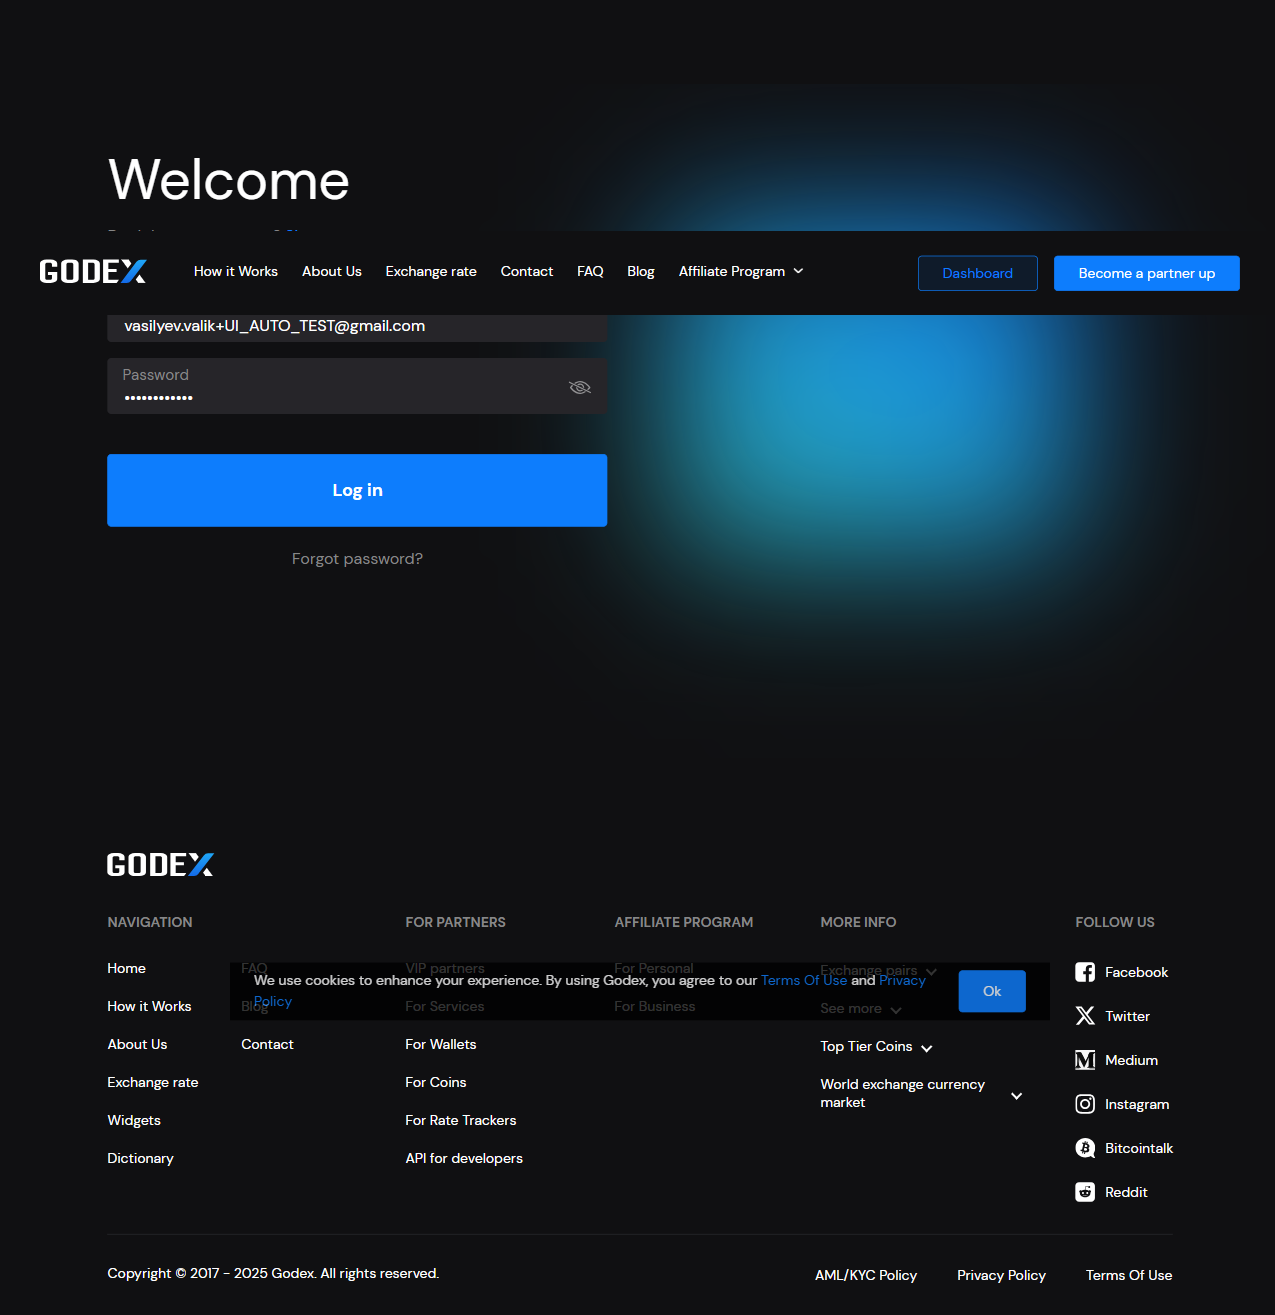 Welcome
GODEX
How it Works
About Us
Exchange rate
Contact
FAQ
Blog
Affiliate Program
Dashboard
Become a partner up
vasilyev.valik+UI_AUTO_TEST@gmail.com
Password
••••••••••••
Log in
Forgot password?
GODEX
NAVIGATION
Home
How it Works
About Us
Exchange rate
Widgets
Dictionary
FAQ
Blog
Contact
FOR PARTNERS
VIP partners
For Services
For Wallets
For Coins
For Rate Trackers
API for developers
AFFILIATE PROGRAM
For Personal
For Business
MORE INFO
Exchange pairs
See more
Top Tier Coins
World exchange currency
market
FOLLOW US
Facebook
Twitter
Medium
Instagram
Bitcointalk
Reddit
We use cookies to enhance your experience. By using Godex, you agree to our Terms Of Use and Privacy
Policy
Ok
Copyright © 2017 - 2025 Godex. All rights reserved.
AML/KYC Policy
Privacy Policy
Terms Of Use